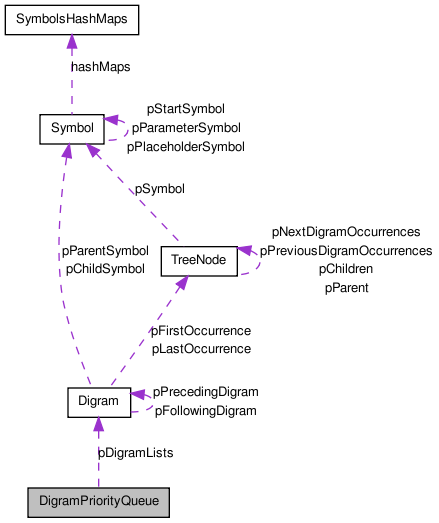 SymbolsHashMaps
hashMaps
Symbol
pStartSymbol
pParameterSymbol
pPlaceholderSymbol
pSymbol
pParentSymbol
pChildSymbol
TreeNode
pNextDigramOccurrences
pPreviousDigramOccurrences
pChildren
pParent
pFirstOccurrence
pLastOccurrence
Digram
pPrecedingDigram
pFollowingDigram
pDigramLists
DigramPriorityQueue